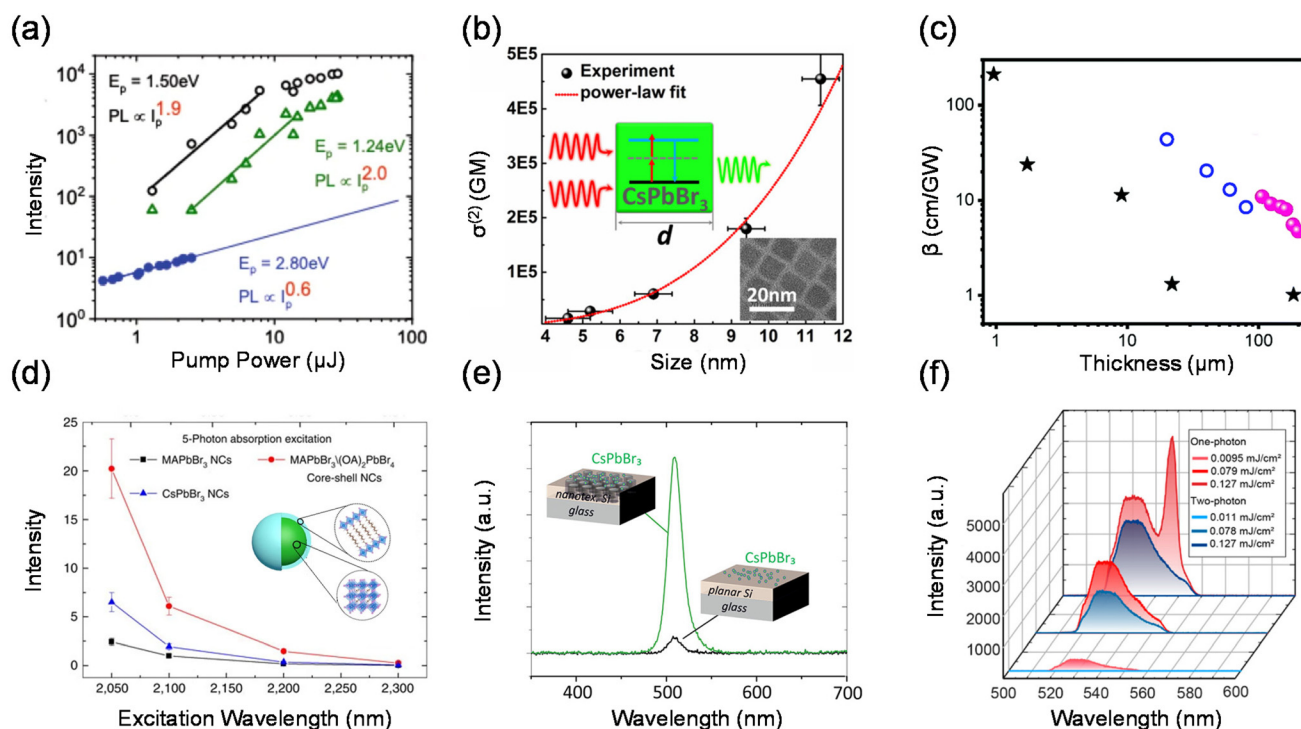 (a)
10⁴
10³
10²
10¹
10⁰
Intensity
Eₚ = 1.50eV
PL ∝ Iₚ^1.9
Eₚ = 1.24eV
PL ∝ Iₚ^2.0
Eₚ = 2.80eV
PL ∝ Iₚ^0.6
1 10 100
Pump Power (µJ)
(b)
5E5
4E5
3E5
2E5
1E5
σ⁽²⁾ (GM)
Experiment
power-law fit
CsPbBr₃
d
20nm
4 5 6 7 8 9 10 11 12
Size (nm)
(c)
100
10
1
β (cm/GW)
1 10 100
Thickness (µm)
(d)
25
20
15
10
5
0
Intensity
5-Photon absorption excitation
MAPbBr₃ NCs
MAPbBr₃\(OA)₂PbBr₄
Core-shell NCs
CsPbBr₃ NCs
2,050 2,100 2,150 2,200 2,250 2,300
Excitation Wavelength (nm)
(e)
Intensity (a.u.)
CsPbBr₃
nanotex. Si
glass
CsPbBr₃
planar Si
glass
400 500 600 700
Wavelength (nm)
(f)
One-photon
0.0095 mJ/cm²
0.079 mJ/cm²
0.127 mJ/cm²
Two-photon
0.011 mJ/cm²
0.078 mJ/cm²
0.127 mJ/cm²
Intensity (a.u.)
5000
4000
3000
2000
1000
500 520 540 560 580 600
Wavelength (nm)